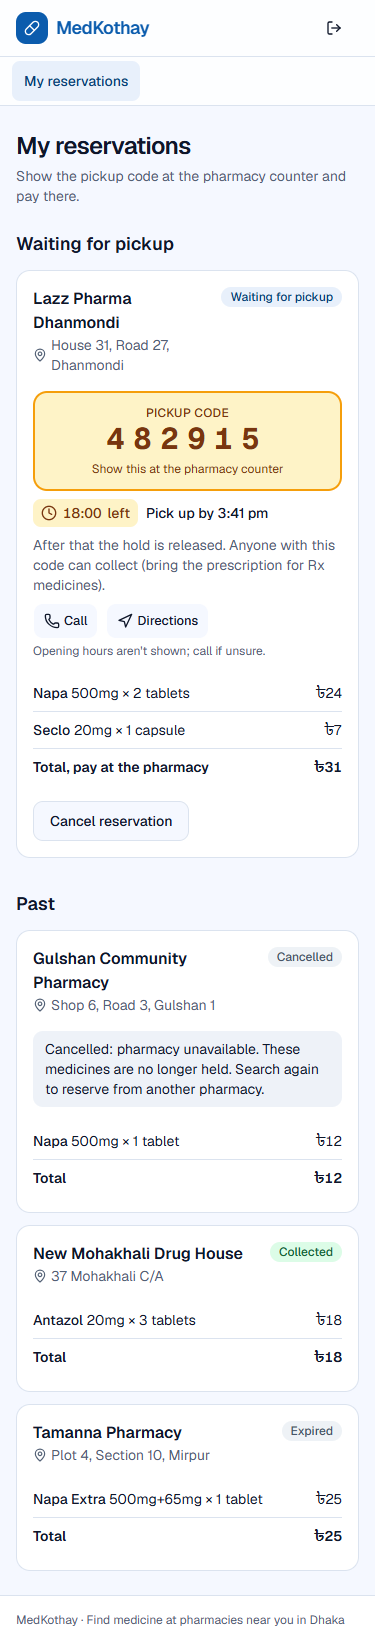 MedKothay
My reservations
My reservations
Show the pickup code at the pharmacy counter and
pay there.
Waiting for pickup
Lazz Pharma
Dhanmondi
Waiting for pickup
House 31, Road 27,
Dhanmondi
PICKUP CODE
482915
Show this at the pharmacy counter
18:00 left
Pick up by 3:41 pm
After that the hold is released. Anyone with this
code can collect (bring the prescription for Rx
medicines).
Call
Directions
Opening hours aren't shown; call if unsure.
Napa 500mg × 2 tablets ৳24
Seclo 20mg × 1 capsule ৳7
Total, pay at the pharmacy ৳31
Cancel reservation
Past
Gulshan Community
Pharmacy
Cancelled
Shop 6, Road 3, Gulshan 1
Cancelled: pharmacy unavailable. These
medicines are no longer held. Search again
to reserve from another pharmacy.
Napa 500mg × 1 tablet ৳12
Total ৳12
New Mohakhali Drug House
Collected
37 Mohakhali C/A
Antazol 20mg × 3 tablets ৳18
Total ৳18
Tamanna Pharmacy
Expired
Plot 4, Section 10, Mirpur
Napa Extra 500mg+65mg × 1 tablet ৳25
Total ৳25
MedKothay · Find medicine at pharmacies near you in Dhaka